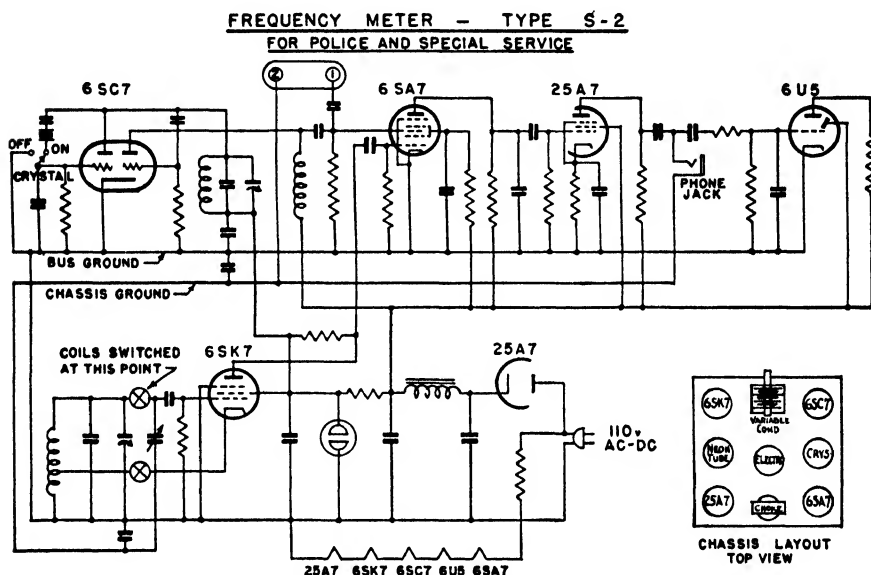 FREQUENCY METER – TYPE S-2
FOR POLICE AND SPECIAL SERVICE
6SC7
2
1
6SA7
25A7
6U5
OFF
ON
CRYSTAL
PHONE
JACK
BUS GROUND
CHASSIS GROUND
COILS SWITCHED
AT THIS POINT
6SK7
25A7
110v
AC-DC
6SK7
VARIABLE
COND
6SC7
NEON
TUBE
ELECTRO
CRYS
25A7
CHOKE
6SA7
CHASSIS LAYOUT
TOP VIEW
25A7 6SK7 6SC7 6U5 6SA7